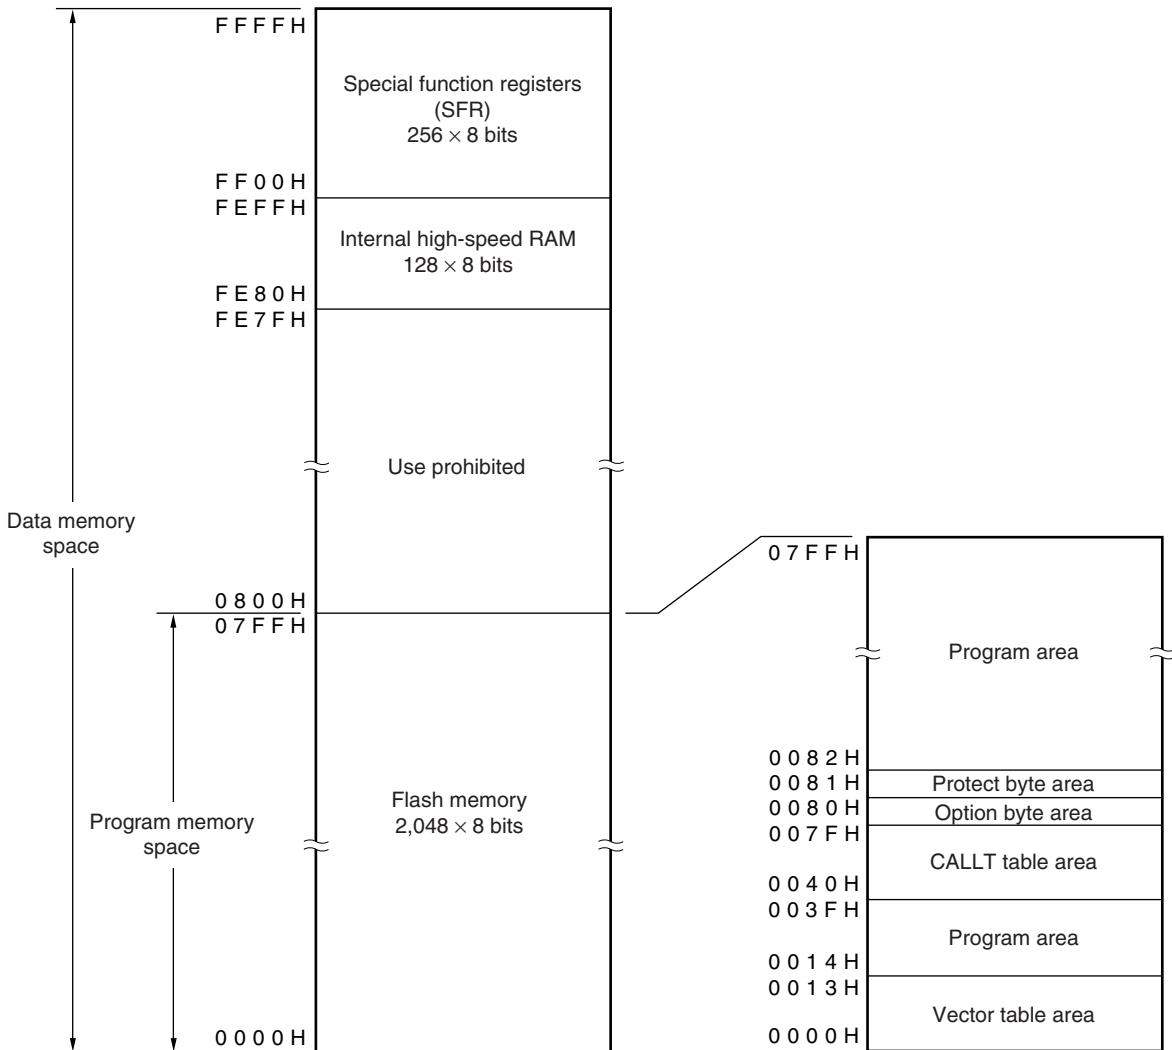 FFFFH
Special function registers
(SFR)
256 × 8 bits
FF00H
FEFFH
Internal high-speed RAM
128 × 8 bits
FE80H
FE7FH
Use prohibited
Data memory
space
0800H
07FFH
Flash memory
2,048 × 8 bits
Program memory
space
0000H
07FFH
Program area
0082H
0081H
Protect byte area
0080H
Option byte area
007FH
CALLT table area
0040H
003FH
Program area
0014H
0013H
Vector table area
0000H